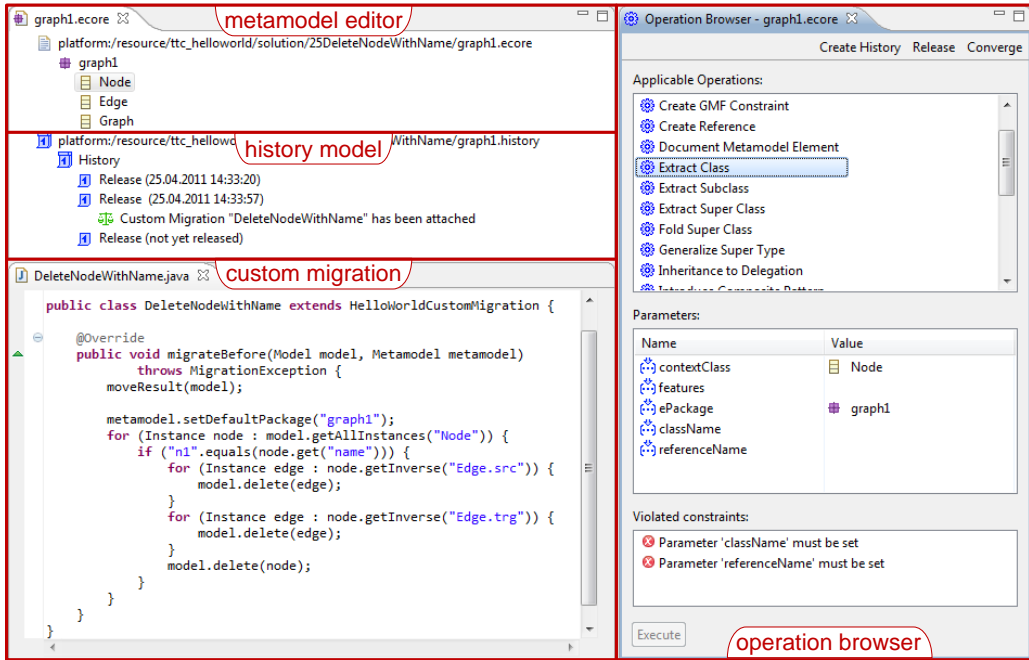 graph1.ecore
metamodel editor
platform:/resource/ttc_helloworld/solution/25DeleteNodeWithName/graph1.ecore
graph1
Node
Edge
Graph
platform:/resource/ttc_hellowor
WithName/graph1.history
history model
History
Release (25.04.2011 14:33:20)
Release (25.04.2011 14:33:57)
Custom Migration "DeleteNodeWithName" has been attached
Release (not yet released)
DeleteNodeWithName.java
custom migration
public class DeleteNodeWithName extends HelloWorldCustomMigration {
@Override
public void migrateBefore(Model model, Metamodel metamodel)
throws MigrationException {
moveResult(model);
metamodel.setDefaultPackage("graph1");
for (Instance node : model.getAllInstances("Node")) {
if ("n1".equals(node.get("name"))) {
for (Instance edge : node.getInverse("Edge.src")) {
model.delete(edge);
}
for (Instance edge : node.getInverse("Edge.trg")) {
model.delete(edge);
}
model.delete(node);
}
}
}
}
Operation Browser - graph1.ecore
Create History Release Converge
Applicable Operations:
Create GMF Constraint
Create Reference
Document Metamodel Element
Extract Class
Extract Subclass
Extract Super Class
Fold Super Class
Generalize Super Type
Inheritance to Delegation
Introduce Composite Pattern
Parameters:
Name Value
contextClass Node
features
ePackage graph1
className
referenceName
Violated constraints:
Parameter 'className' must be set
Parameter 'referenceName' must be set
Execute
operation browser